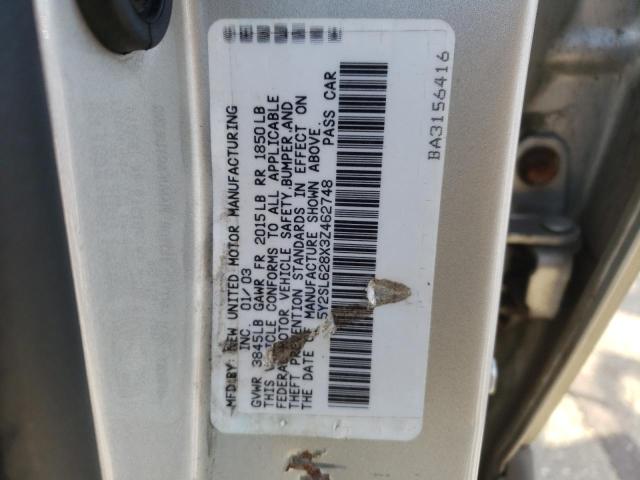 MFD.BY: NEW UNITED MOTOR MANUFACTURING
INC. 01/03
GVWR 3845LB GAWR FR 2015LB RR 1850LB
THIS VEHICLE CONFORMS TO ALL APPLICABLE
FEDERAL MOTOR VEHICLE SAFETY,BUMPER,AND
THEFT PREVENTION STANDARDS IN EFFECT ON
THE DATE OF MANUFACTURE SHOWN ABOVE.
5Y2SL628X3Z462748 PASS CAR
BA3156416